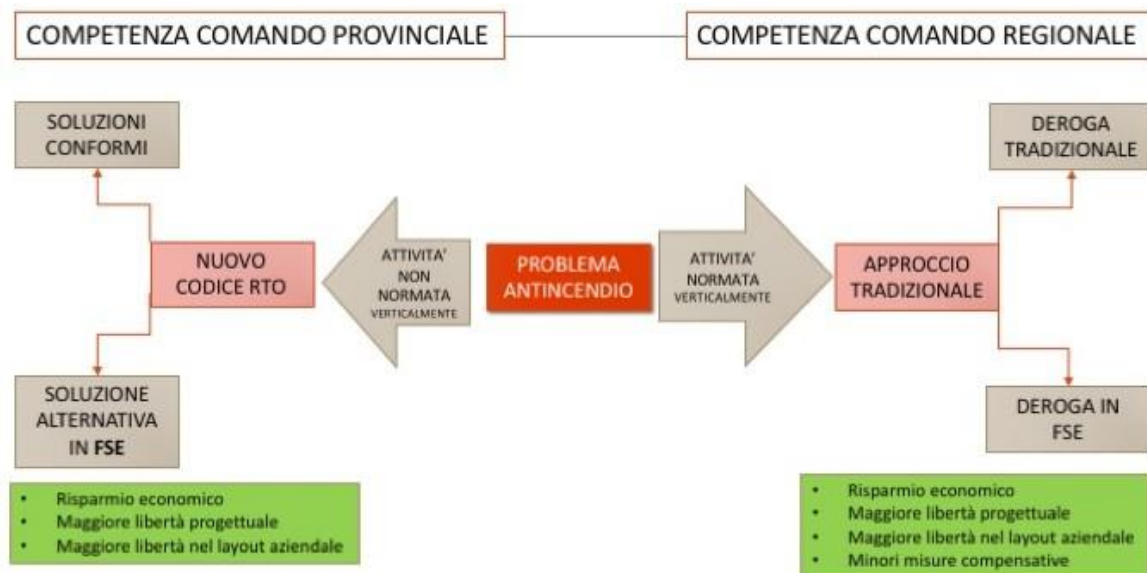 COMPETENZA COMANDO PROVINCIALE
COMPETENZA COMANDO REGIONALE
SOLUZIONI
CONFORMI
DEROGA
TRADIZIONALE
NUOVO
CODICE RTO
ATTIVITA'
NON
NORMATA
VERTICALMENTE
PROBLEMA
ANTINCENDIO
ATTIVITA'
NORMATA
VERTICALMENTE
APPROCCIO
TRADIZIONALE
SOLUZIONE
ALTERNATIVA
IN FSE
DEROGA IN
FSE
• Risparmio economico
• Maggiore libertà progettuale
• Maggiore libertà nel layout aziendale
• Risparmio economico
• Maggiore libertà progettuale
• Maggiore libertà nel layout aziendale
• Minori misure compensative